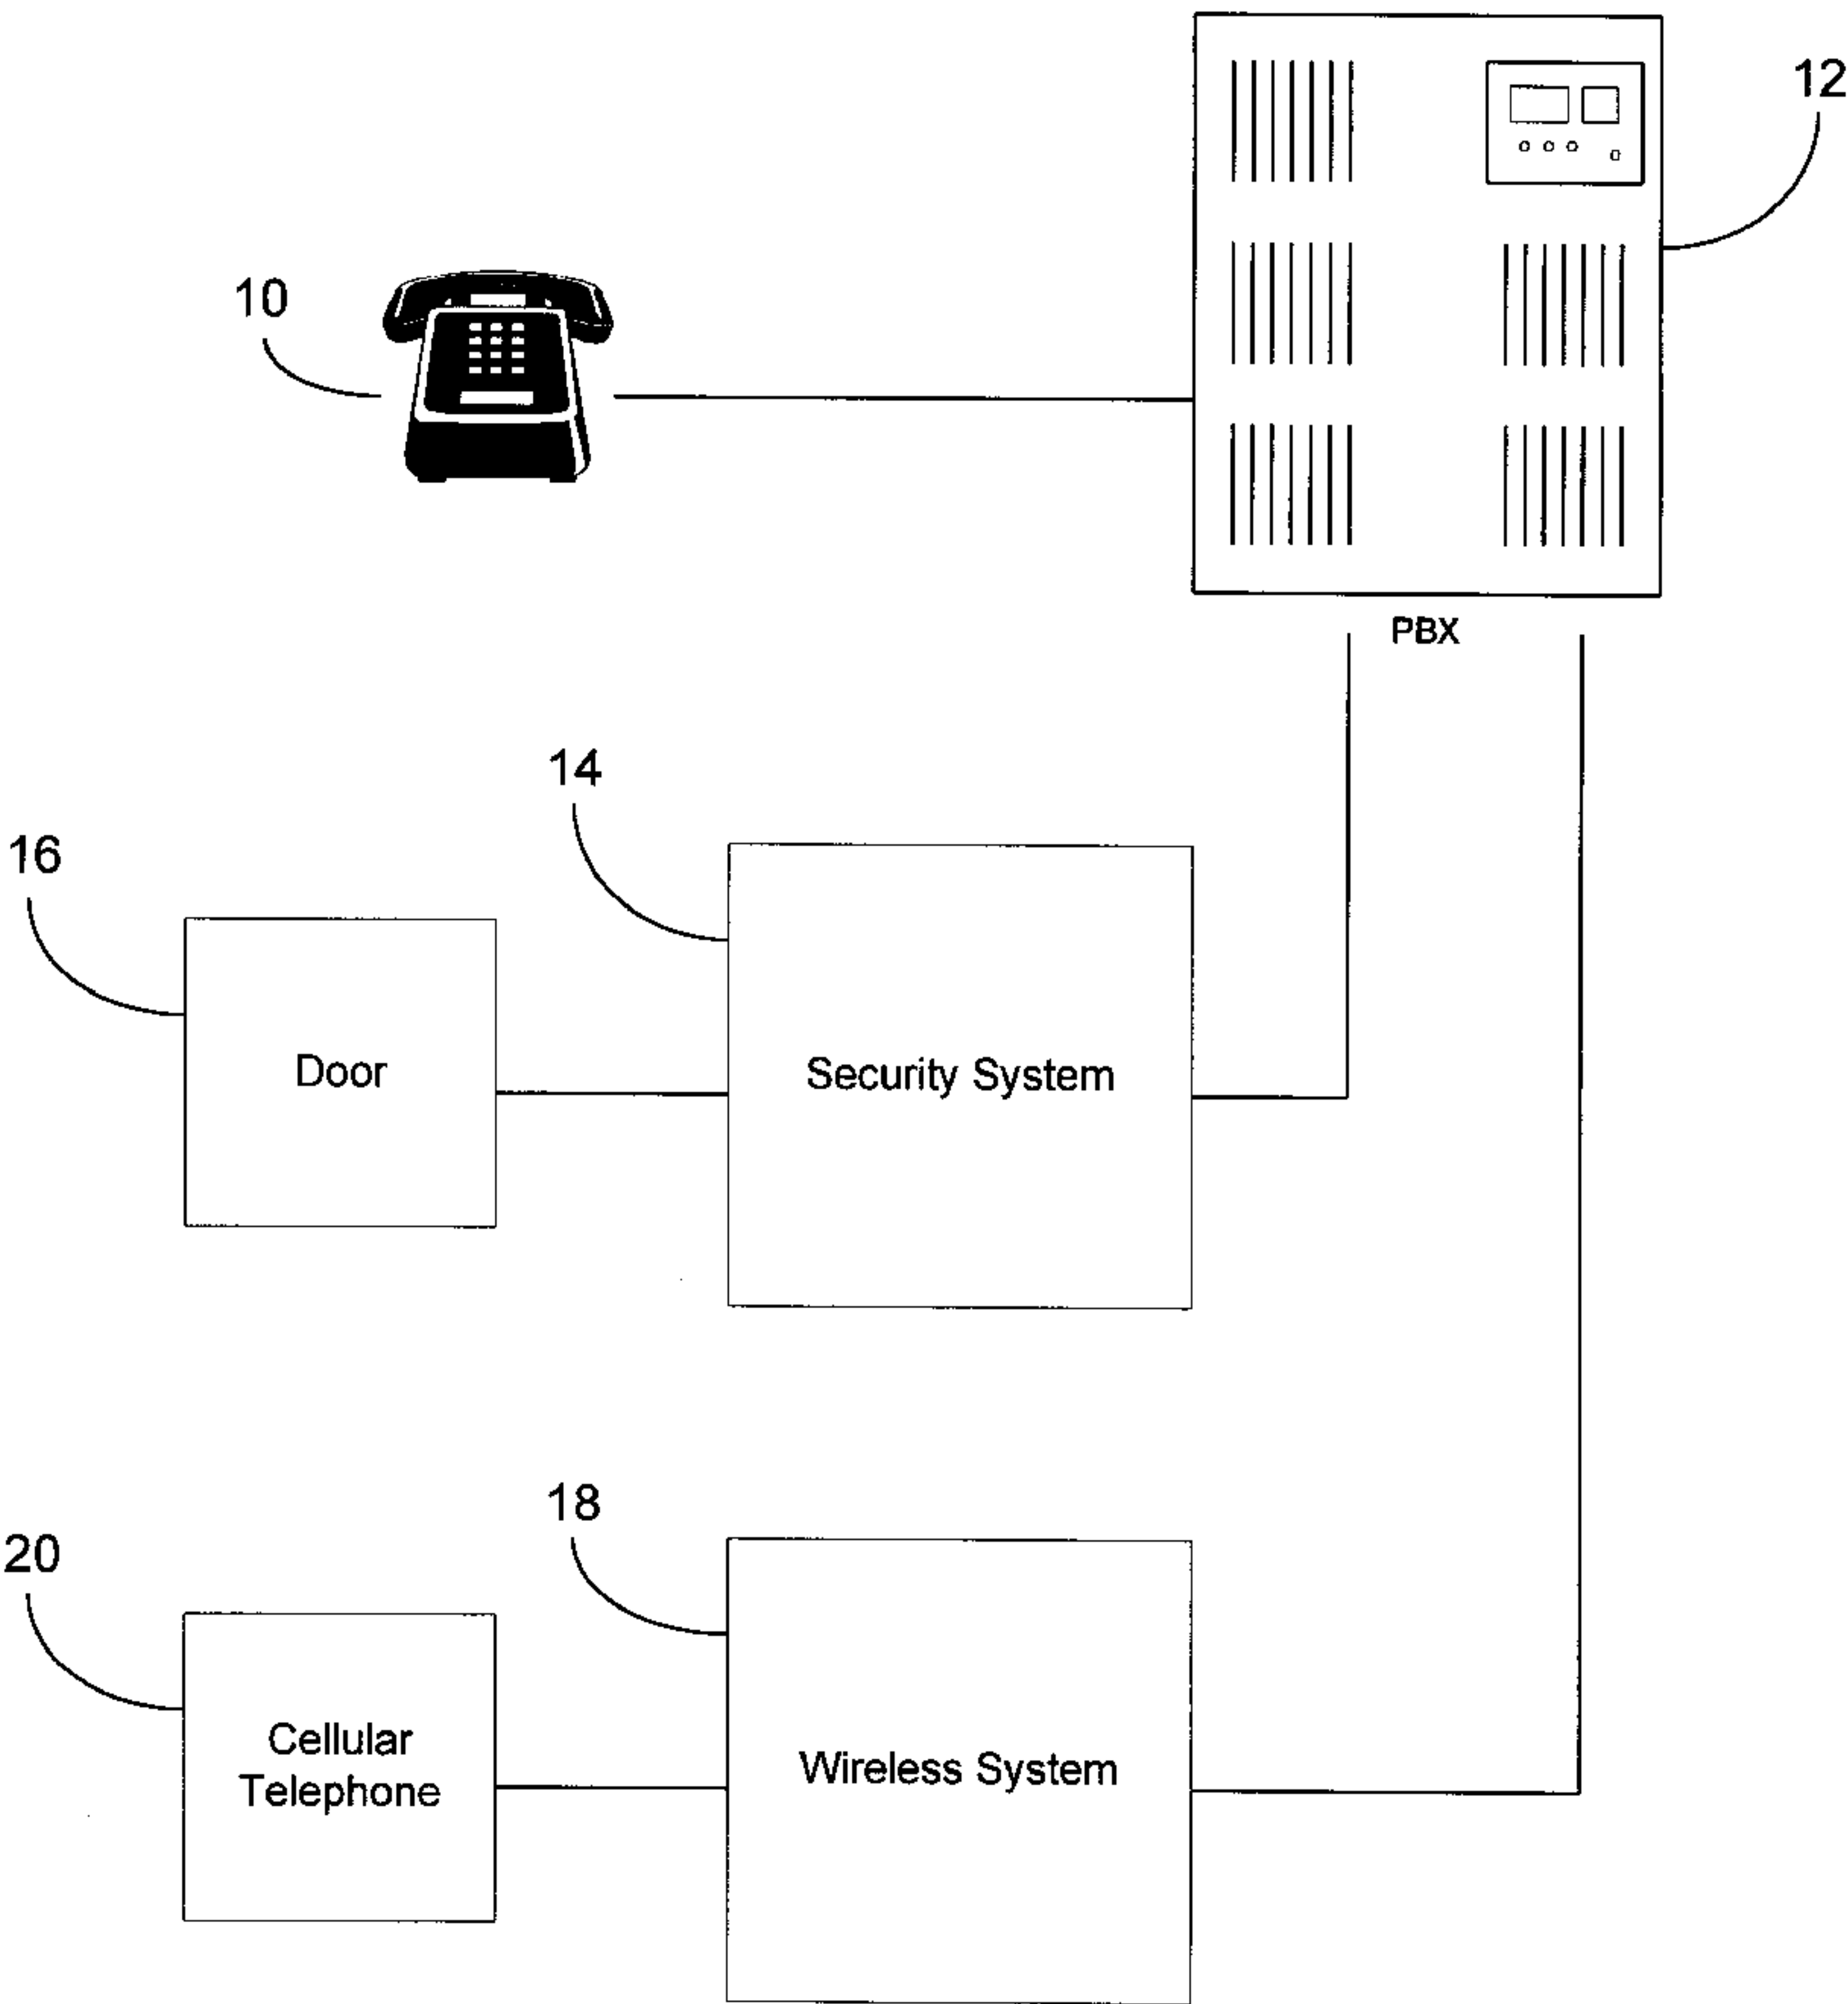 12
10
PBX
14
16
Door
Security System
18
20
Cellular
Telephone
Wireless System